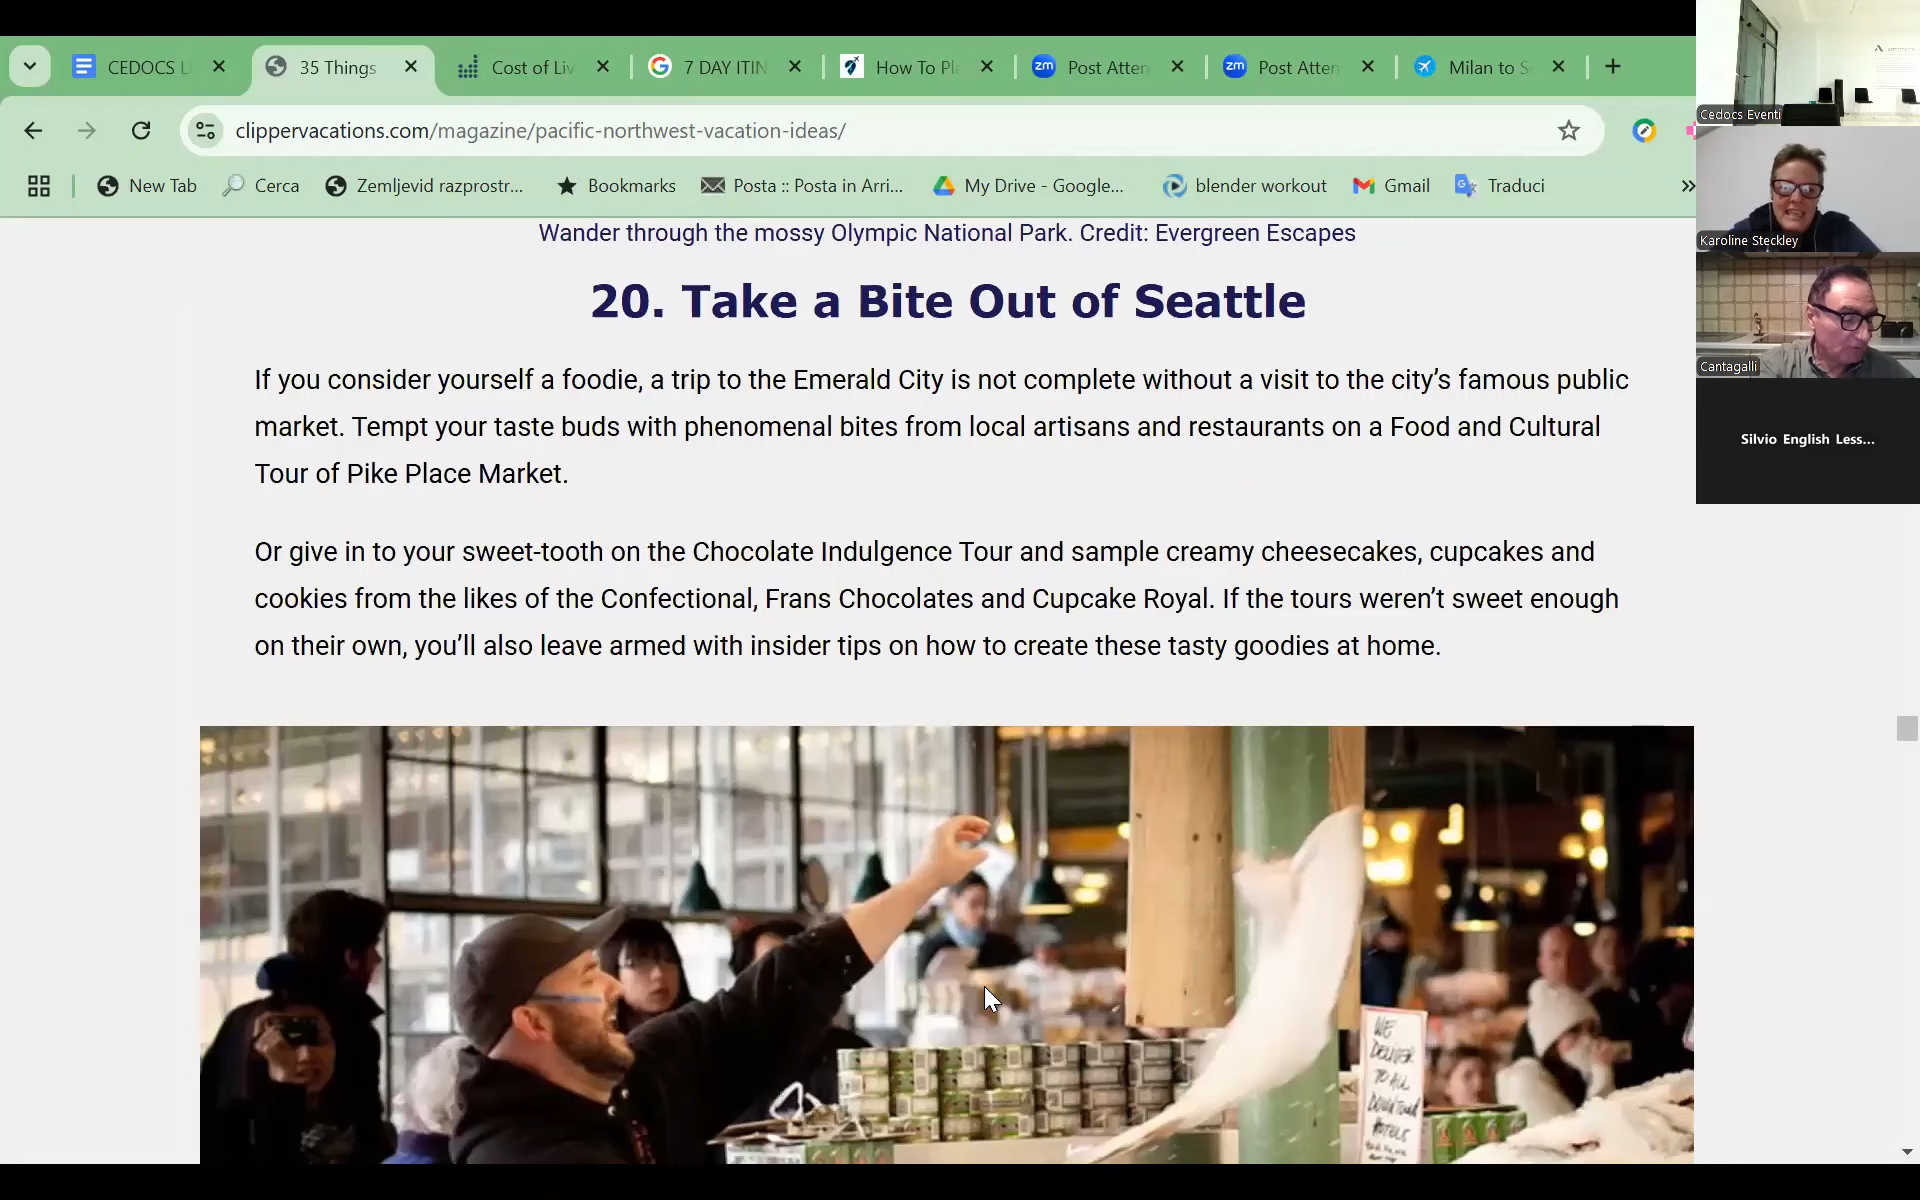 CEDOCS L
35 Things
Cost of Liv
7 DAY ITIN
How To Pl
zm
Post Atten
zm
Post Atten
Milan to S
clippervacations.com/magazine/pacific-northwest-vacation-ideas/
New Tab
Cerca
Zemljevid razprostr...
Bookmarks
Posta :: Posta in Arri...
My Drive - Google...
blender workout
Gmail
Traduci
Wander through the mossy Olympic National Park. Credit: Evergreen Escapes
20. Take a Bite Out of Seattle
If you consider yourself a foodie, a trip to the Emerald City is not complete without a visit to the city’s famous public
market. Tempt your taste buds with phenomenal bites from local artisans and restaurants on a Food and Cultural
Tour of Pike Place Market.
Or give in to your sweet-tooth on the Chocolate Indulgence Tour and sample creamy cheesecakes, cupcakes and
cookies from the likes of the Confectional, Frans Chocolates and Cupcake Royal. If the tours weren’t sweet enough
on their own, you’ll also leave armed with insider tips on how to create these tasty goodies at home.
WE
DELIVER
TO ALL
DOWNTOWN
HOTELS
Cedocs Eventi
Karoline Steckley
Cantagalli
Silvio English Less...